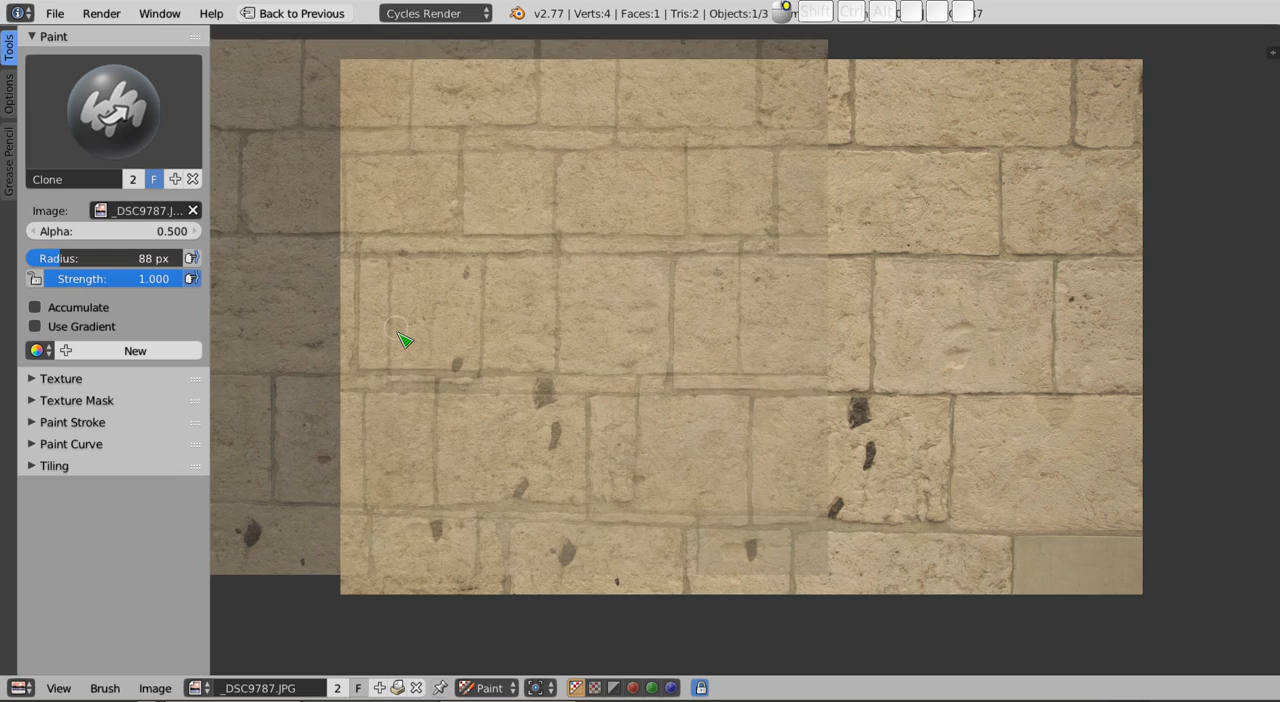 File Render Window Help Back to Previous Cycles Render v2.77 | Verts:4 | Faces:1 | Tris:2 | Objects:1/3 Shift Ctrl Alt 37
Tools
Options
Grease Pencil
Paint
Clone 2 F
Image: _DSC9787.J...
Alpha: 0.500
Radius: 88 px
Strength: 1.000
Accumulate
Use Gradient
New
Texture
Texture Mask
Paint Stroke
Paint Curve
Tiling
View Brush Image _DSC9787.JPG 2 F Paint